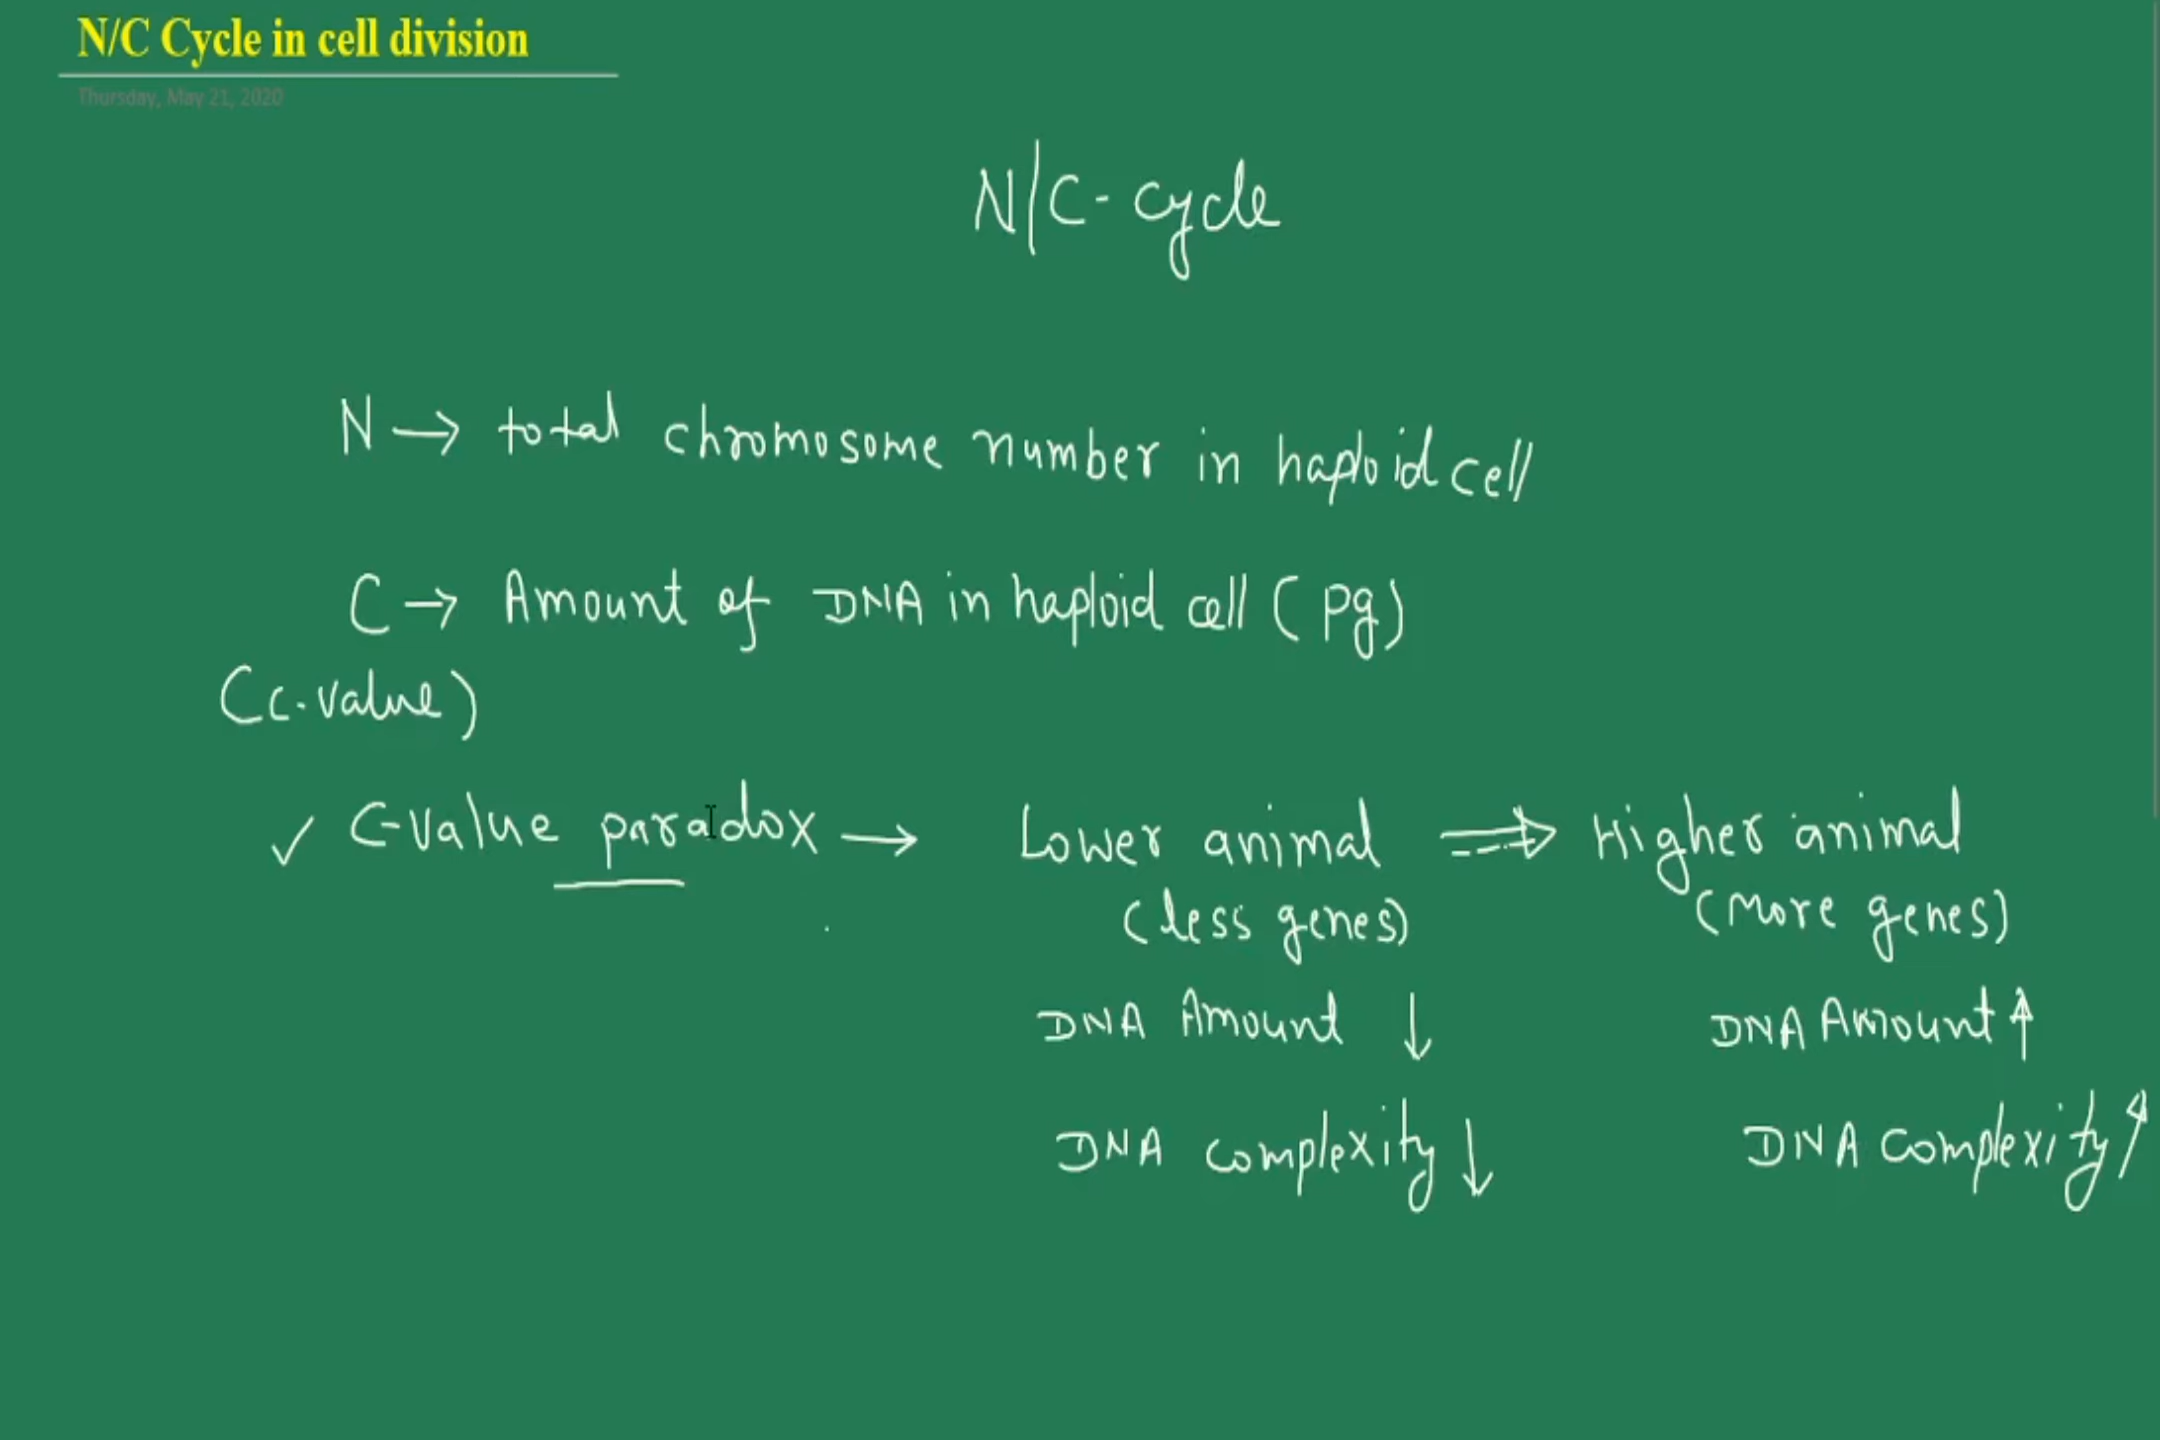 N/C Cycle in cell division
Thursday, May 21, 2020
N/C-cycle
N → total chromosome number in haploid cell
C → Amount of DNA in haploid cell (pg)
(c-value)
✓ C-value paradox → Lower animal ⇒ Higher animal
(less genes) (More genes)
DNA Amount ↓ DNA Amount ↑
DNA complexity ↓ DNA complexity ↑